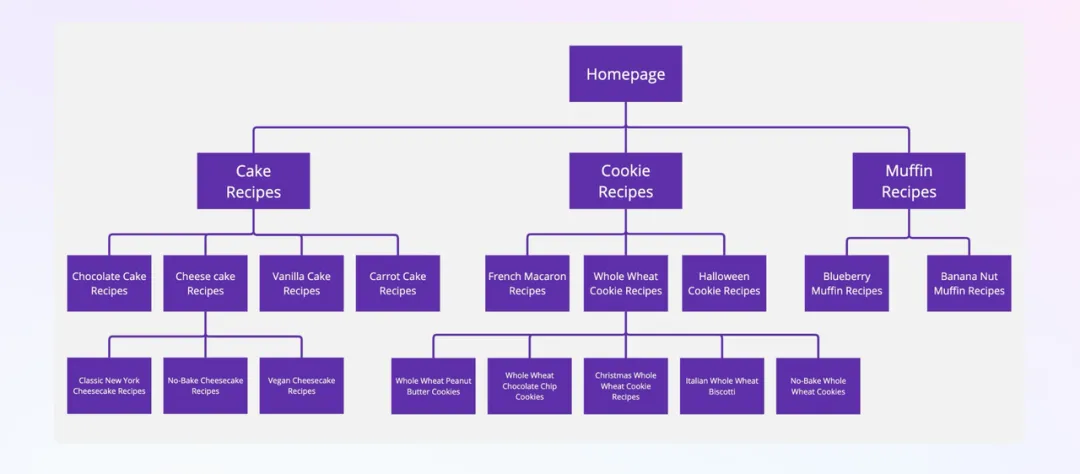 Homepage
Cake
Recipes
Cookie
Recipes
Muffin
Recipes
Chocolate Cake
Recipes
Cheese cake
Recipes
Vanilla Cake
Recipes
Carrot Cake
Recipes
French Macaron
Recipes
Whole Wheat
Cookie Recipes
Halloween
Cookie Recipes
Blueberry
Muffin Recipes
Banana Nut
Muffin Recipes
Classic New York
Cheesecake Recipes
No-Bake Cheesecake
Recipes
Vegan Cheesecake
Recipes
Whole Wheat Peanut
Butter Cookies
Whole Wheat
Chocolate Chip
Cookies
Christmas Whole
Wheat Cookie
Recipes
Italian Whole Wheat
Biscotti
No-Bake Whole
Wheat Cookies